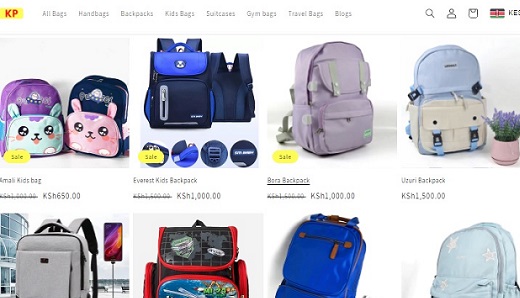 KP
All Bags Handbags Backpacks Kids Bags Suitcases Gym bags Travel Bags Blogs
KES
Sale
Sale
Sale
Amali Kids bag
Everest Kids Backpack
Bora Backpack
Uzuri Backpack
KSh1,000.00 KSh650.00
KSh1,500.00 KSh1,000.00
KSh1,500.00 KSh1,000.00
KSh1,500.00